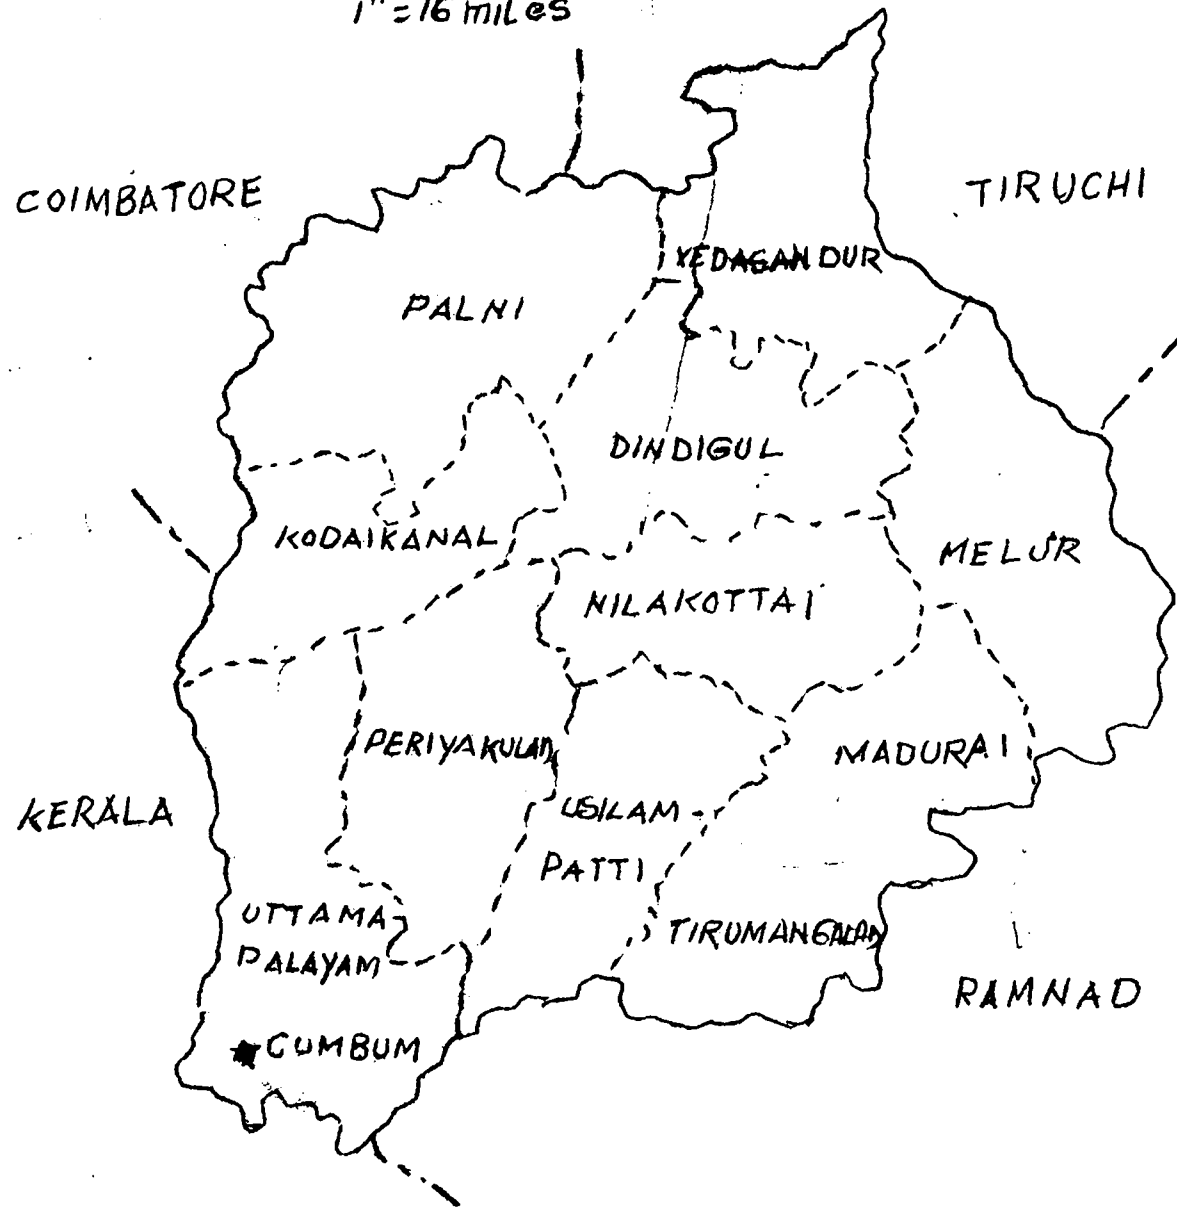 1" = 16 miles
COIMBATORE
TIRUCHI
VEDASANDUR
PALNI
DINDIGUL
KODAIKANAL
MELUR
NILAKOTTAI
PERIYAKULAM
MADURAI
KERALA
USILAM
PATTI
UTTAMA
PALAYAM
TIRUMANGALAM
RAMNAD
CUMBUM